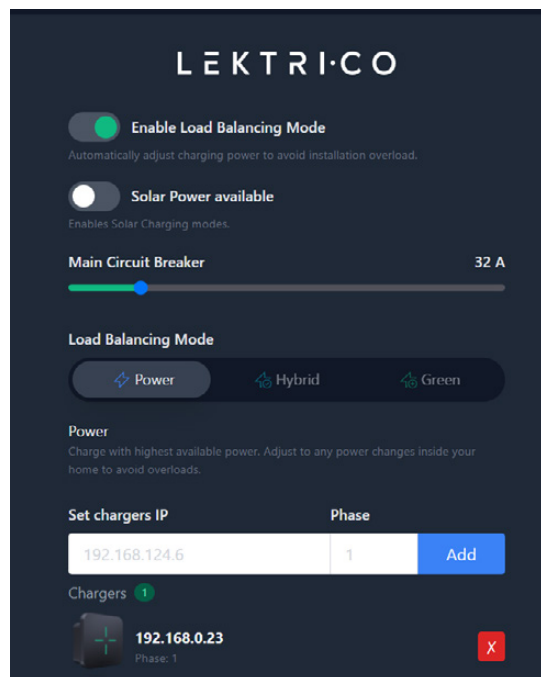 LEKTRI·CO
Enable Load Balancing Mode
Automatically adjust charging power to avoid installation overload.
Solar Power available
Enables Solar Charging modes.
Main Circuit Breaker 32 A
Load Balancing Mode
Power Hybrid Green
Power
Charge with highest available power. Adjust to any power changes inside your
home to avoid overloads.
Set chargers IP Phase
192.168.124.6 1 Add
Chargers 1
192.168.0.23 X
Phase: 1